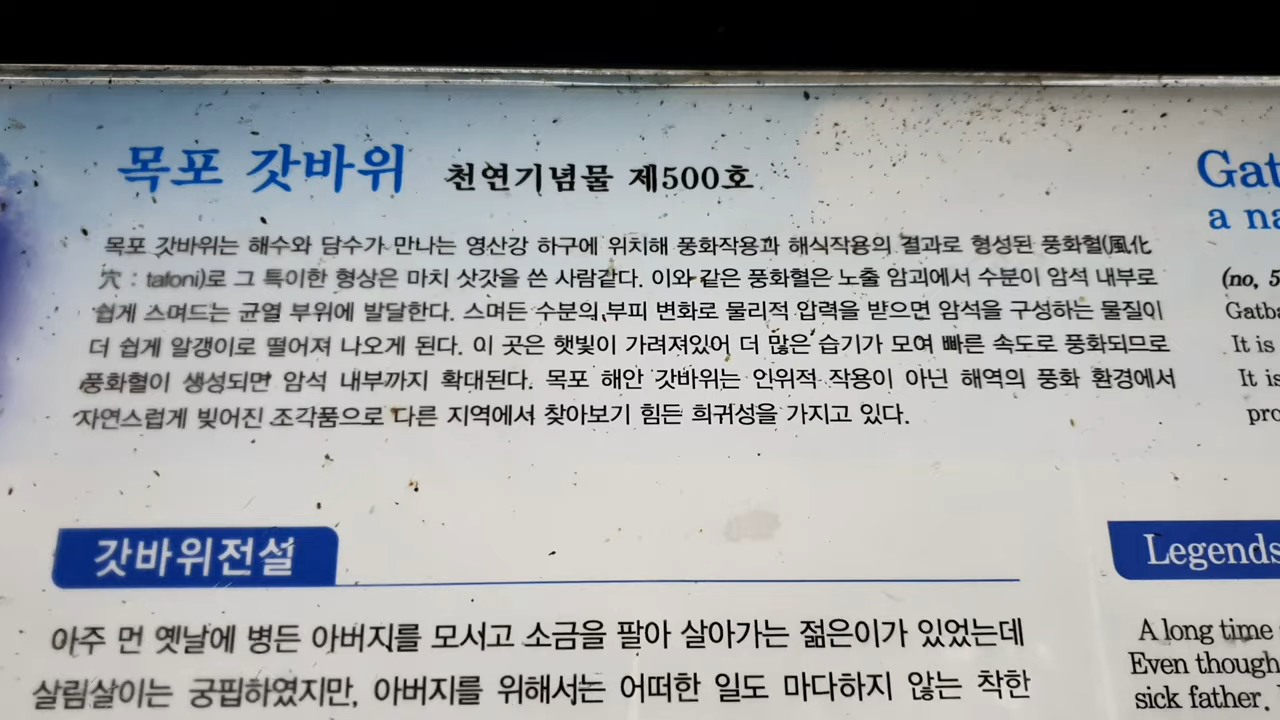 목포 갓바위 천연기념물 제500호
목포 갓바위는 해수와 담수가 만나는 영산강 하구에 위치해 풍화작용과 해식작용의 결과로 형성된 풍화혈(風化
穴 : tafoni)로 그 특이한 형상은 마치 삿갓을 쓴 사람같다. 이와 같은 풍화혈은 노출 암괴에서 수분이 암석 내부로
쉽게 스며드는 균열 부위에 발달한다. 스며든 수분의 부피 변화로 물리적 압력을 받으면 암석을 구성하는 물질이
더 쉽게 알갱이로 떨어져 나오게 된다. 이 곳은 햇빛이 가려져있어 더 많은 습기가 모여 빠른 속도로 풍화되므로
풍화혈이 생성되면 암석 내부까지 확대된다. 목포 해안 갓바위는 인위적 작용이 아닌 해역의 풍화 환경에서
자연스럽게 빚어진 조각품으로 다른 지역에서 찾아보기 힘든 희귀성을 가지고 있다.
갓바위전설
아주 먼 옛날에 병든 아버지를 모시고 소금을 팔아 살아가는 젊은이가 있었는데
살림살이는 궁핍하였지만, 아버지를 위해서는 어떠한 일도 마다하지 않는 착한
Gat
a na
(no, 5
Gatba
It is
It is
pro
Legends
A long time
Even though
sick father.